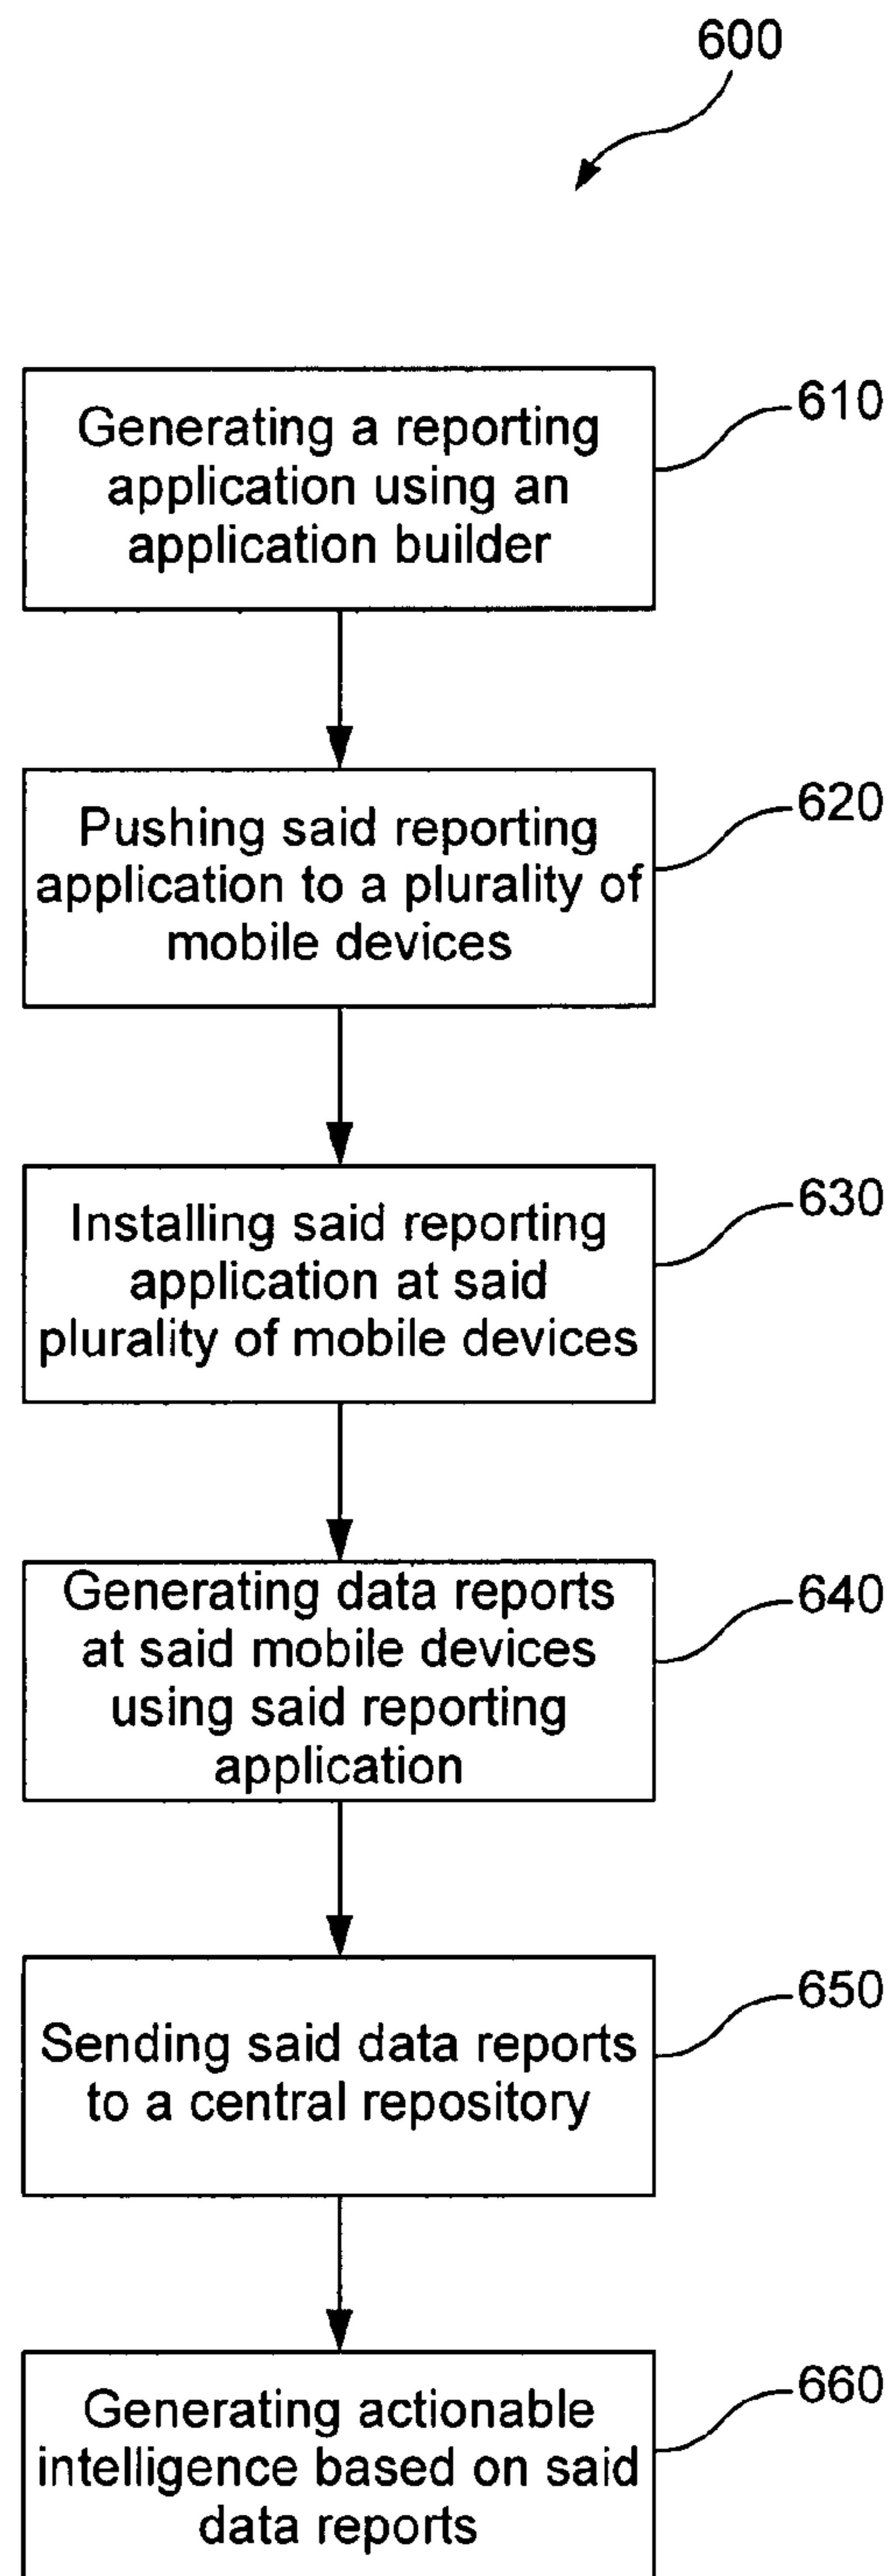 600
Generating a reporting
application using an
application builder
610
Pushing said reporting
application to a plurality of
mobile devices
620
Installing said reporting
application at said
plurality of mobile devices
630
Generating data reports
at said mobile devices
using said reporting
application
640
Sending said data reports
to a central repository
650
Generating actionable
intelligence based on said
data reports
660